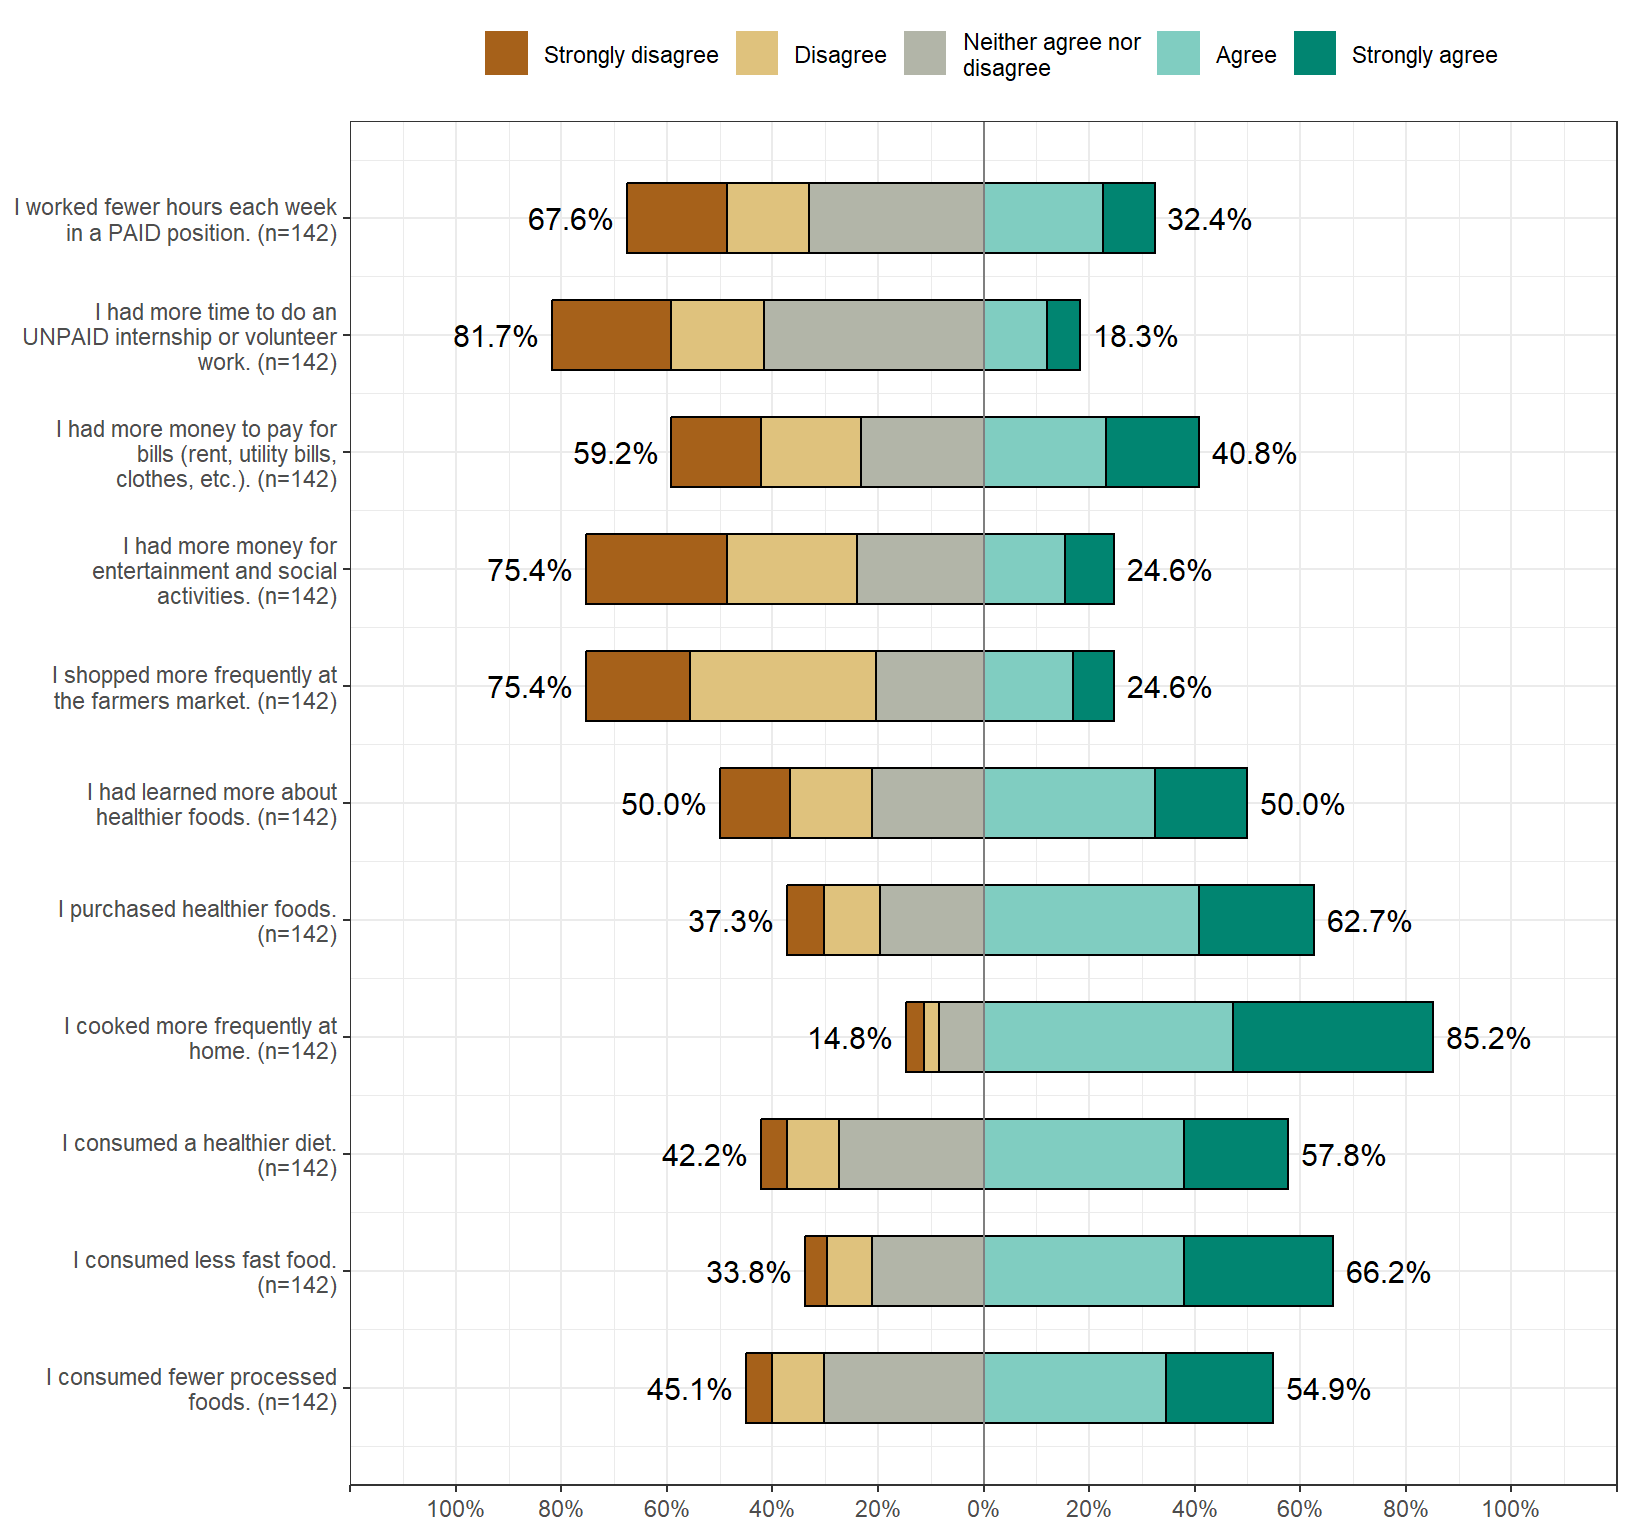 Strongly disagree
Disagree
Neither agree nor
disagree
Agree
Strongly agree
I worked fewer hours each week
in a PAID position. (n=142)
67.6%
32.4%
I had more time to do an
UNPAID internship or volunteer
work. (n=142)
81.7%
18.3%
I had more money to pay for
bills (rent, utility bills,
clothes, etc.). (n=142)
59.2%
40.8%
I had more money for
entertainment and social
activities. (n=142)
75.4%
24.6%
I shopped more frequently at
the farmers market. (n=142)
75.4%
24.6%
I had learned more about
healthier foods. (n=142)
50.0%
50.0%
I purchased healthier foods.
(n=142)
37.3%
62.7%
I cooked more frequently at
home. (n=142)
14.8%
85.2%
I consumed a healthier diet.
(n=142)
42.2%
57.8%
I consumed less fast food.
(n=142)
33.8%
66.2%
I consumed fewer processed
foods. (n=142)
45.1%
54.9%
100% 80% 60% 40% 20% 0% 20% 40% 60% 80% 100%